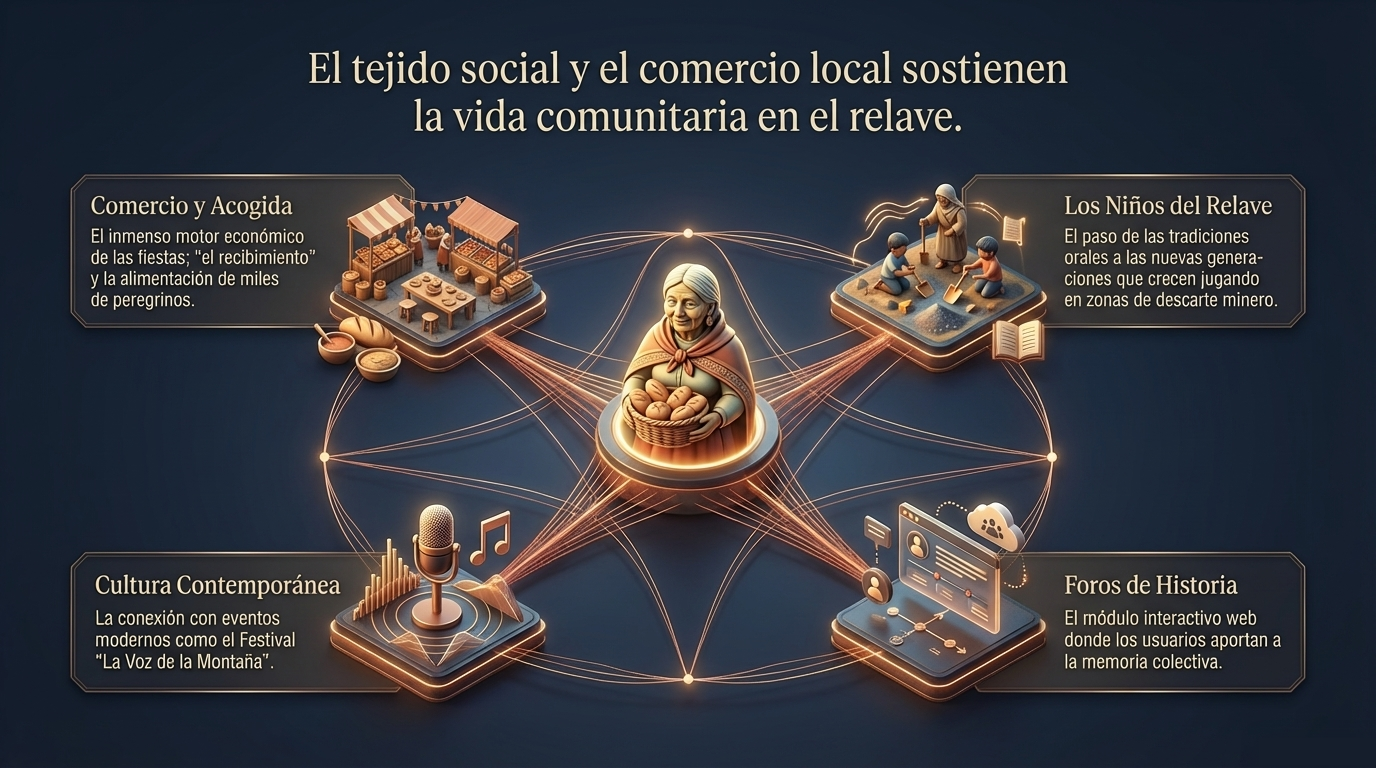 El tejido social y el comercio local sostienen
la vida comunitaria en el relave.
Comercio y Acogida
El inmenso motor económico
de las fiestas; "el recibimiento"
y la alimentación de miles
de peregrinos.
Los Niños del Relave
El paso de las tradiciones
orales a las nuevas genera-
ciones que crecen jugando
en zonas de descarte minero.
Cultura Contemporánea
La conexión con eventos
modernos como el Festival
"La Voz de la Montaña".
Foros de Historia
El módulo interactivo web
donde los usuarios aportan a
la memoria colectiva.